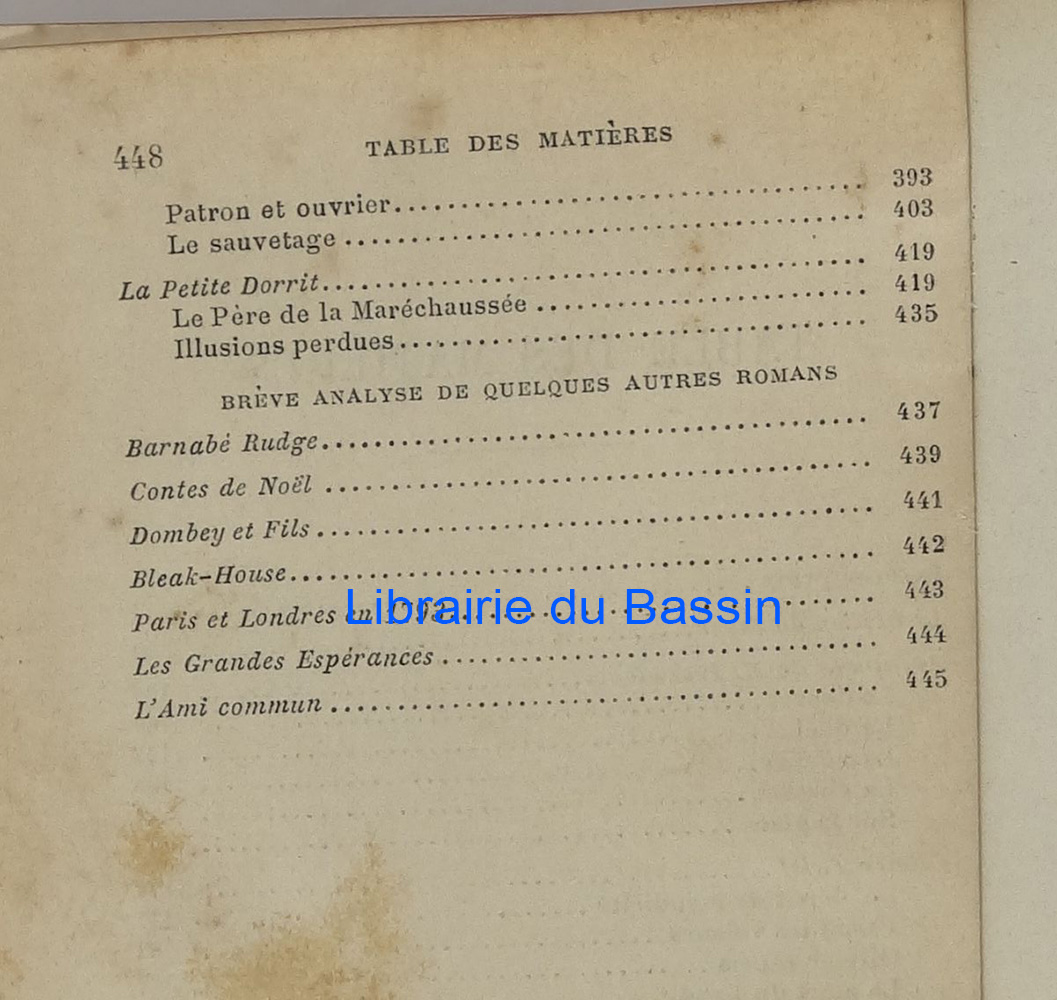 448 TABLE DES MATIÈRES
Patron et ouvrier........ 393
Le sauvetage........ 403
La Petite Dorrit........ 419
Le Père de la Maréchaussée........ 419
Illusions perdues........ 435
BRÈVE ANALYSE DE QUELQUES AUTRES ROMANS
Barnabé Rudge........ 437
Contes de Noël........ 439
Dombey et Fils........ 441
Bleak-House........ 442
Paris et Londres en 1793........ 443
Librairie du Bassin
Les Grandes Espérances........ 444
L'Ami commun........ 445